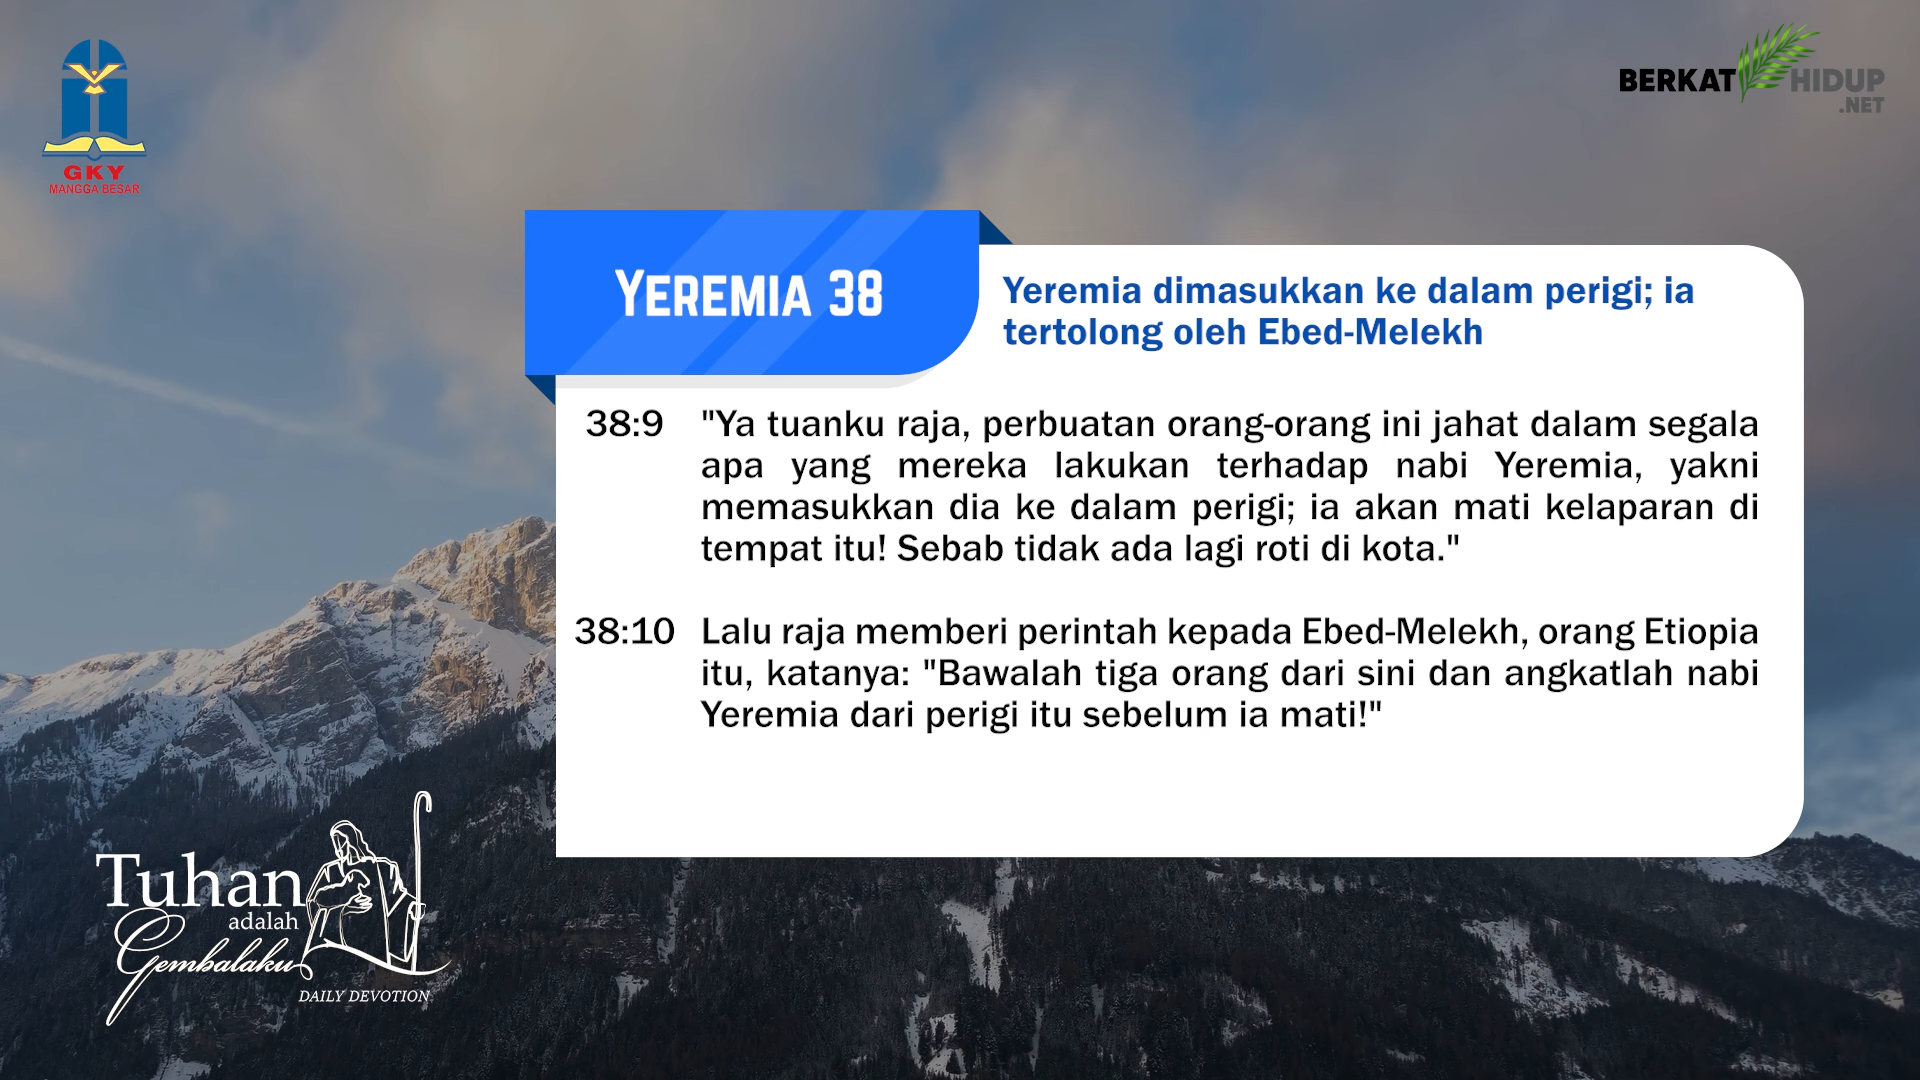 GKY
MANGGA BESAR
BERKAT HIDUP
.NET
YEREMIA 38
Yeremia dimasukkan ke dalam perigi; ia
tertolong oleh Ebed-Melekh
38:9 "Ya tuanku raja, perbuatan orang-orang ini jahat dalam segala
apa yang mereka lakukan terhadap nabi Yeremia, yakni
memasukkan dia ke dalam perigi; ia akan mati kelaparan di
tempat itu! Sebab tidak ada lagi roti di kota."
38:10 Lalu raja memberi perintah kepada Ebed-Melekh, orang Etiopia
itu, katanya: "Bawalah tiga orang dari sini dan angkatlah nabi
Yeremia dari perigi itu sebelum ia mati!"
Tuhan
adalah
Gembalaku
DAILY DEVOTION